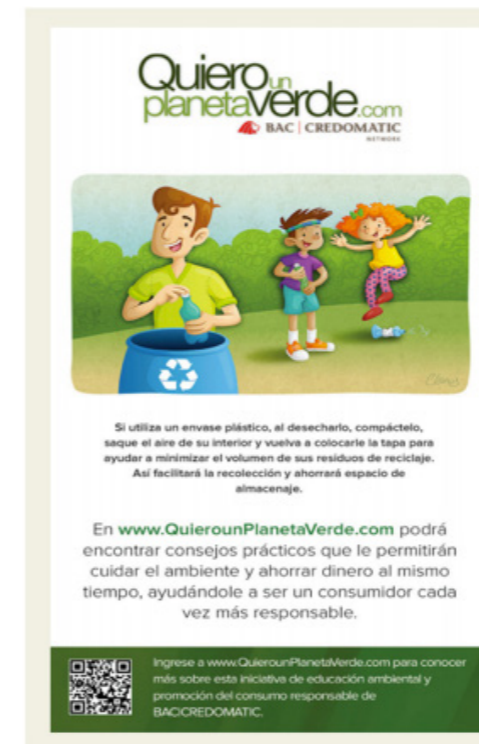 Quiero un
planetaverde.com
BAC | CREDOMATIC
NETWORK
Si utiliza un envase plástico, al desecharlo, compáctelo,
saque el aire de su interior y vuelva a colocarle la tapa para
ayudar a minimizar el volumen de sus residuos de reciclaje.
Así facilitará la recolección y ahorrará espacio de
almacenaje.
En www.QuierounPlanetaVerde.com podrá
encontrar consejos prácticos que le permitirán
cuidar el ambiente y ahorrar dinero al mismo
tiempo, ayudándole a ser un consumidor cada
vez más responsable.
Ingrese a www.QuierounPlanetaVerde.com para conocer
más sobre esta iniciativa de educación ambiental y
promoción del consumo responsable de
BAC|CREDOMATIC.